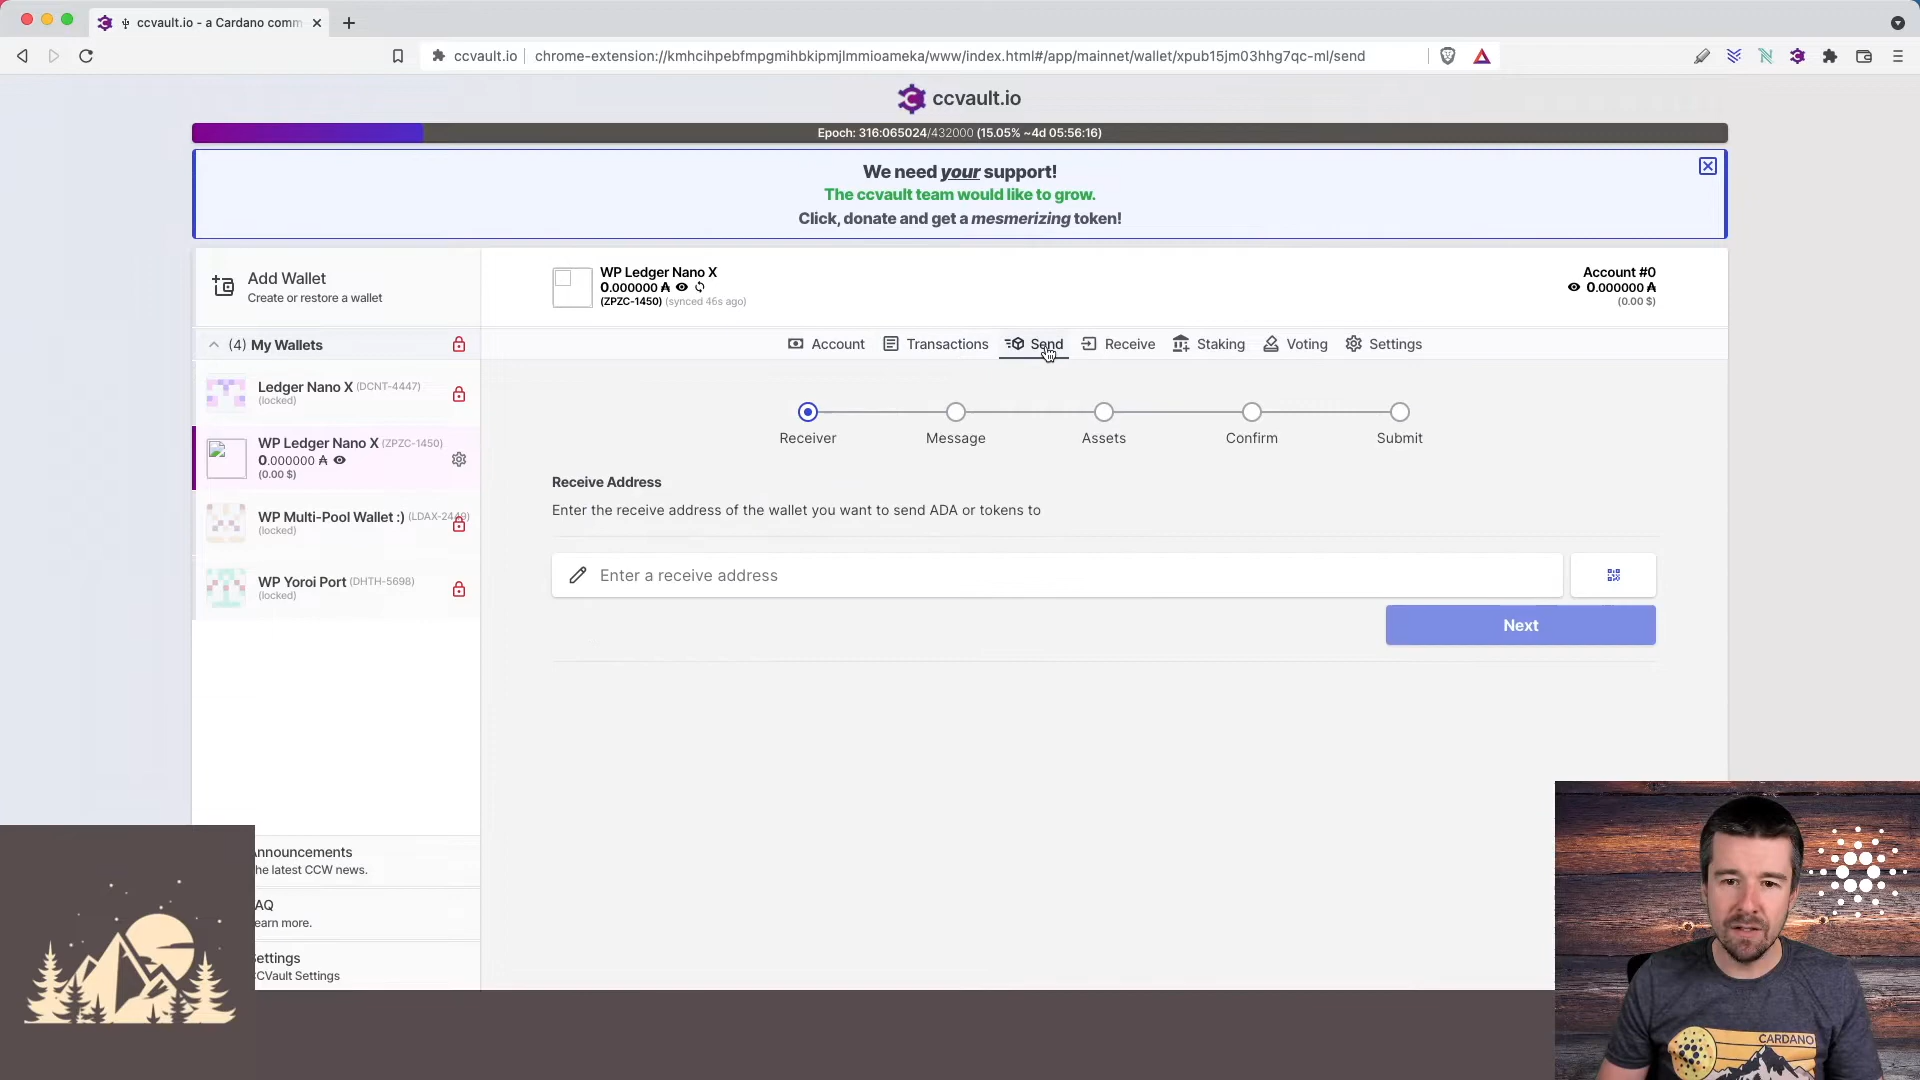 ccvault.io - a Cardano comm
ccvault.io
chrome-extension://kmhcihpebfmpgmihbkipmjlmmioameka/www/index.html#/app/mainnet/wallet/xpub15jm03hhg7qc-ml/send
ccvault.io
Epoch: 316:065024/432000 (15.05% ~4d 05:56:16)
We need your support!
The ccvault team would like to grow.
Click, donate and get a mesmerizing token!
Add Wallet
Create or restore a wallet
WP Ledger Nano X
0.000000 ₳
(ZPZC-1450) (synced 46s ago)
Account #0
0.000000 ₳
(0.00 $)
(4) My Wallets
Account
Transactions
Send
Receive
Staking
Voting
Settings
Ledger Nano X (DCNT-4447)
(locked)
WP Ledger Nano X (ZPZC-1450)
0.000000 ₳
(0.00 $)
WP Multi-Pool Wallet :) (LDAX-2449)
(locked)
WP Yoroi Port (DHTH-5698)
(locked)
Receiver
Message
Assets
Confirm
Submit
Receive Address
Enter the receive address of the wallet you want to send ADA or tokens to
Enter a receive address
Next
nnouncements
he latest CCW news.
AQ
earn more.
ettings
CVault Settings
CARDANO